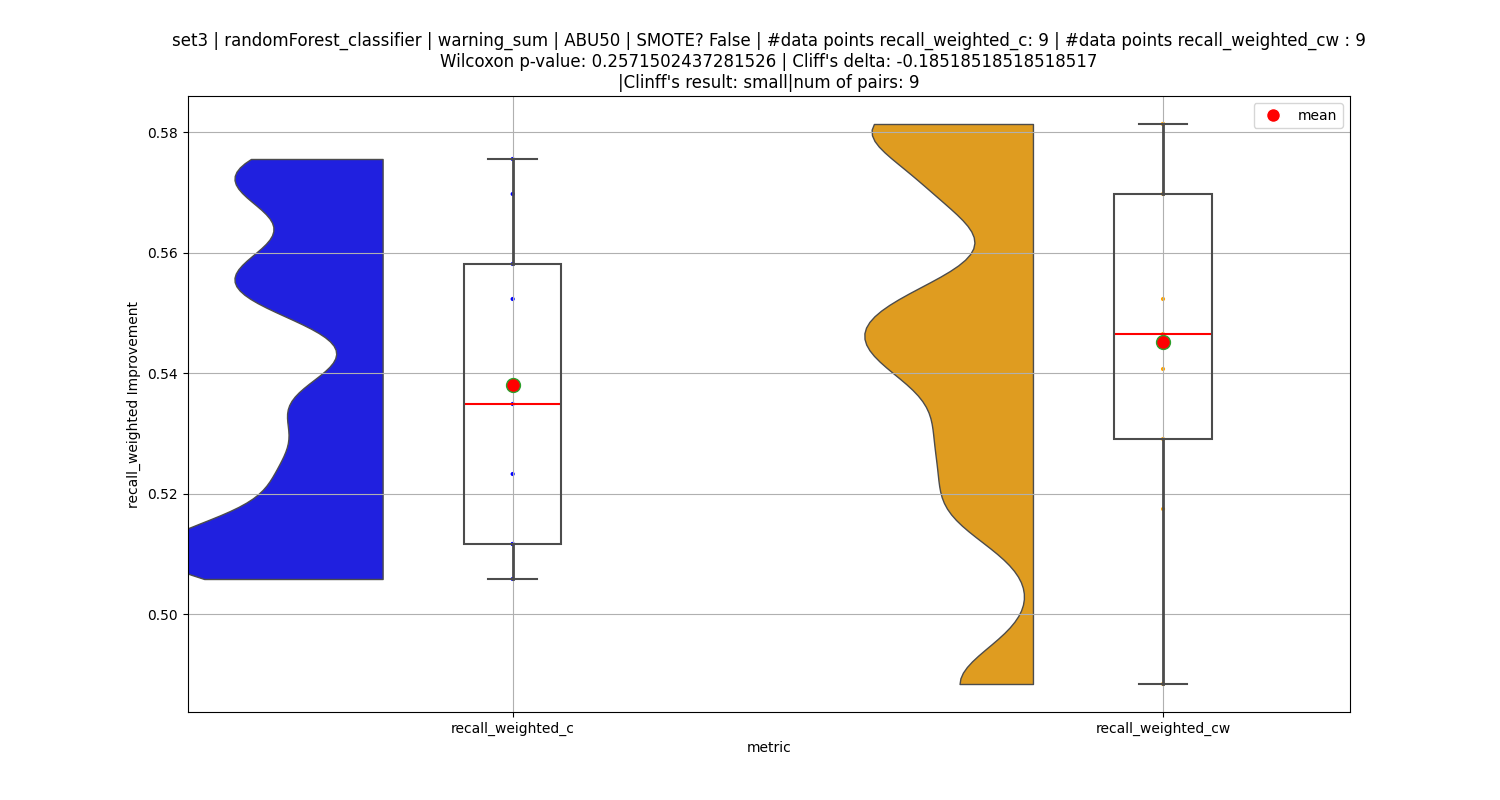 set3 | randomForest_classifier | warning_sum | ABU50 | SMOTE? False | #data points recall_weighted_c: 9 | #data points recall_weighted_cw : 9
Wilcoxon p-value: 0.2571502437281526 | Cliff's delta: -0.18518518518518517
|Clinff's result: small|num of pairs: 9
mean
0.58
0.56
0.54
0.52
0.50
recall_weighted Improvement
recall_weighted_c
recall_weighted_cw
metric